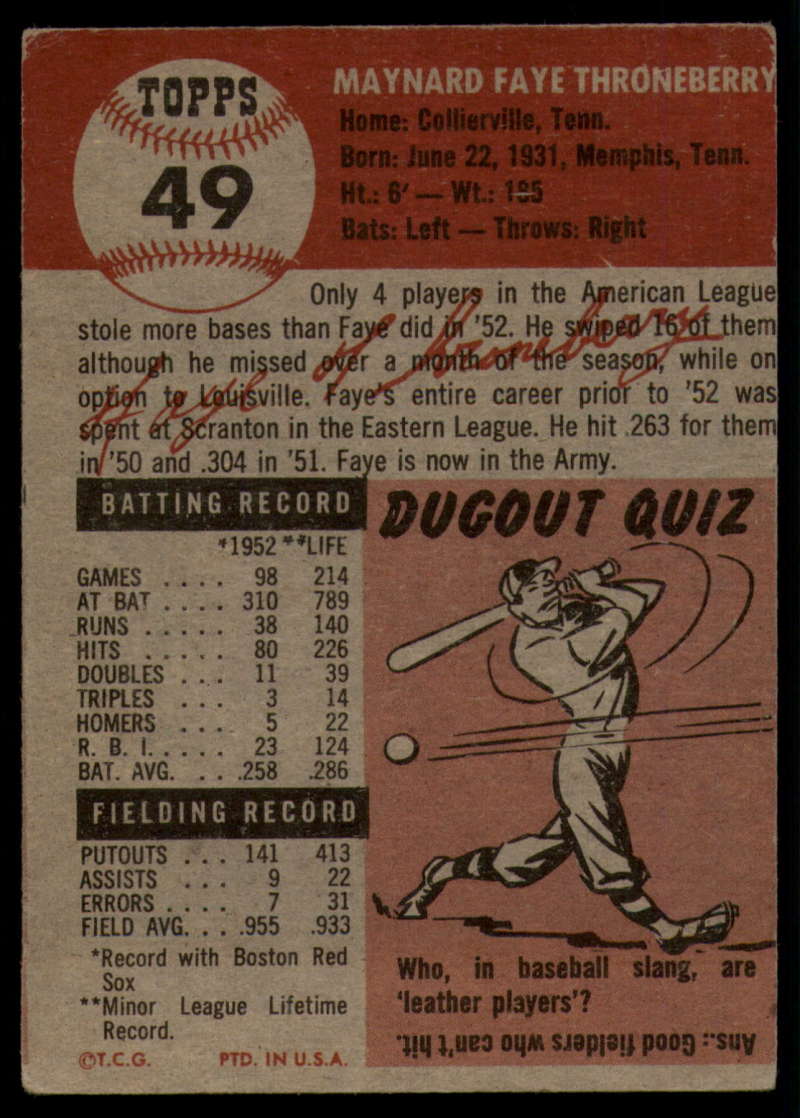 TOPPS
49
MAYNARD FAYE THRONEBERRY
Home: Collierville, Tenn.
Born: June 22, 1931, Memphis, Tenn.
Ht.: 6' — Wt.: 185
Bats: Left — Throws: Right
Only 4 players in the American League
stole more bases than Faye did in '52. He swiped 16 of them
although he missed over a month of the season, while on
option to Louisville. Faye's entire career prior to '52 was
spent at Scranton in the Eastern League. He hit .263 for them
in '50 and .304 in '51. Faye is now in the Army.
BATTING RECORD
*1952 **LIFE
GAMES .... 98 214
AT BAT .... 310 789
RUNS ..... 38 140
HITS ..... 80 226
DOUBLES ... 11 39
TRIPLES ... 3 14
HOMERS ... 5 22
R. B. I. .... 23 124
BAT. AVG. .. .258 .286
FIELDING RECORD
PUTOUTS ... 141 413
ASSISTS ... 9 22
ERRORS .... 7 31
FIELD AVG. .. .955 .933
*Record with Boston Red
Sox
**Minor League Lifetime
Record.
©T.C.G. PTD. IN U.S.A.
DUGOUT QUIZ
Who, in baseball slang, are
'leather players'?
Ans.: Good fielders who can't hit.